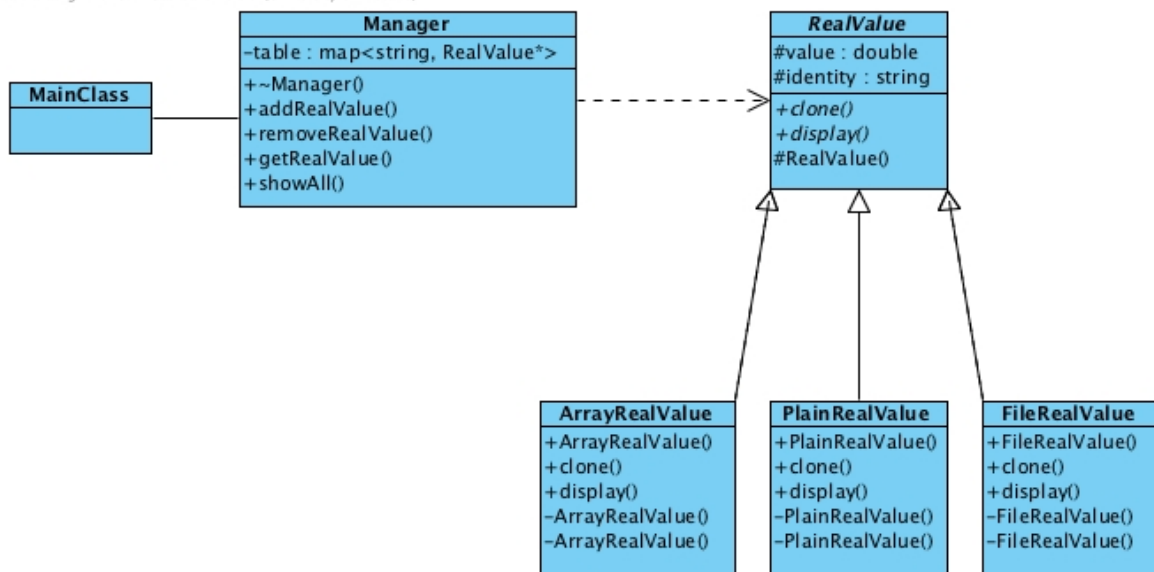 MainClass
Manager
-table : map<string, RealValue*>
+~Manager()
+addRealValue()
+removeRealValue()
+getRealValue()
+showAll()
RealValue
#value : double
#identity : string
+clone()
+display()
#RealValue()
ArrayRealValue
+ArrayRealValue()
+clone()
+display()
-ArrayRealValue()
-ArrayRealValue()
PlainRealValue
+PlainRealValue()
+clone()
+display()
-PlainRealValue()
-PlainRealValue()
FileRealValue
+FileRealValue()
+clone()
+display()
-FileRealValue()
-FileRealValue()